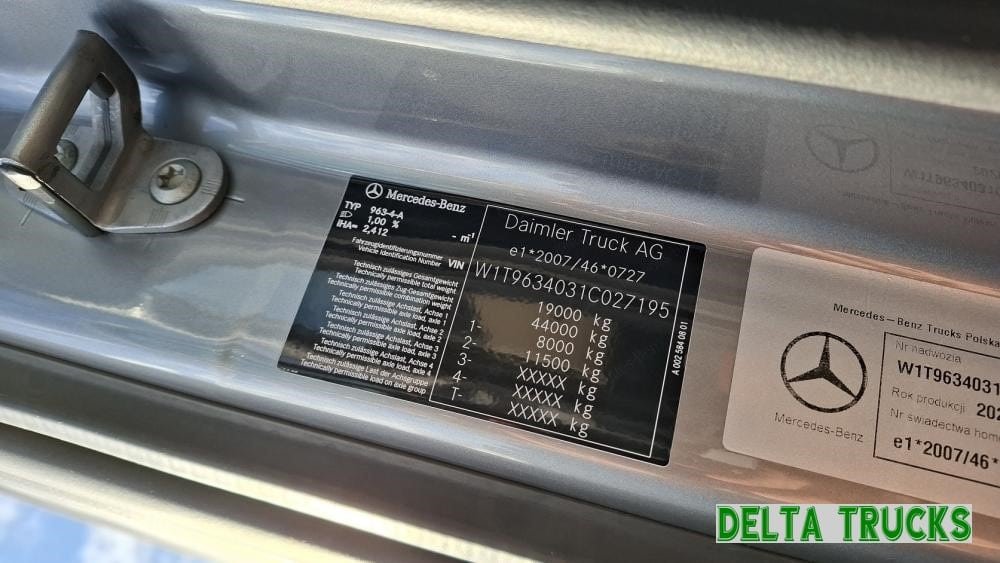 Mercedes-Benz
TYP 963-4-A
1,00 %
IHA= 2,412 - m⁻¹
Fahrzeugidentifizierungsnummer
Vehicle Identification Number VIN
Technisch zulässiges Gesamtgewicht
Technically permissible total weight
Technisch zulässiges Zug-Gesamtgewicht
Technically permissible combination weight
Technisch zulässige Achslast, Achse 1
Technically permissible axle load, axle 1
Technisch zulässige Achslast, Achse 2
Technically permissible axle load, axle 2
Technisch zulässige Achslast, Achse 3
Technically permissible axle load, axle 3
Technisch zulässige Achslast, Achse 4
Technically permissible axle load, axle 4
Technisch zulässige Last der Achsgruppe
Technically permissible load on axle group
Daimler Truck AG
e1*2007/46*0727
W1T9634031C027195
19000 kg
44000 kg
1- 8000 kg
2- 11500 kg
3- XXXXX kg
4- XXXXX kg
T- XXXXX kg
A 002 584 08 01
Mercedes-Benz Trucks Polska
Mercedes-Benz
Nr nadwozia
W1T9634031
Rok produkcji 202
Nr świadectwa homo
e1*2007/46*
W1T9634031
DELTA TRUCKS